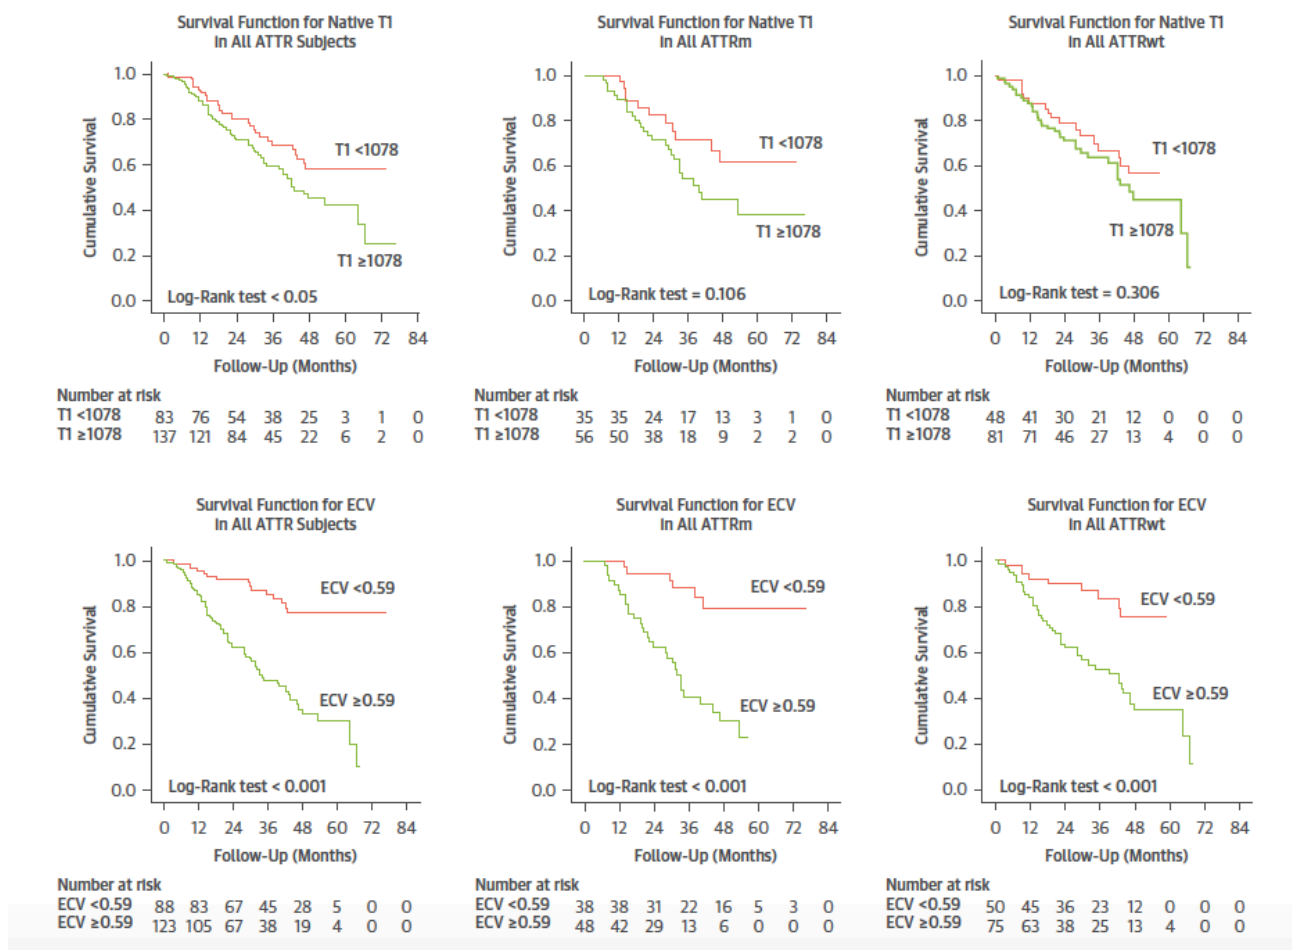 Survival Function for Native T1
in All ATTR Subjects
Cumulative Survival
1.0
0.8
0.6
0.4
0.2
0.0
T1 <1078
T1 ≥1078
Log-Rank test < 0.05
0 12 24 36 48 60 72 84
Follow-Up (Months)
Number at risk
T1 <1078 83 76 54 38 25 3 1 0
T1 ≥1078 137 121 84 45 22 6 2 0
Survival Function for Native T1
in All ATTRm
Cumulative Survival
1.0
0.8
0.6
0.4
0.2
0.0
T1 <1078
T1 ≥1078
Log-Rank test = 0.106
0 12 24 36 48 60 72 84
Follow-Up (Months)
Number at risk
T1 <1078 35 35 24 17 13 3 1 0
T1 ≥1078 56 50 38 18 9 2 2 0
Survival Function for Native T1
in All ATTRwt
Cumulative Survival
1.0
0.8
0.6
0.4
0.2
0.0
T1 <1078
T1 ≥1078
Log-Rank test = 0.306
0 12 24 36 48 60 72 84
Follow-Up (Months)
Number at risk
T1 <1078 48 41 30 21 12 0 0 0
T1 ≥1078 81 71 46 27 13 4 0 0
Survival Function for ECV
in All ATTR Subjects
Cumulative Survival
1.0
0.8
0.6
0.4
0.2
0.0
ECV <0.59
ECV ≥0.59
Log-Rank test < 0.001
0 12 24 36 48 60 72 84
Follow-Up (Months)
Number at risk
ECV <0.59 88 83 67 45 28 5 0 0
ECV ≥0.59 123 105 67 38 19 4 0 0
Survival Function for ECV
in All ATTRm
Cumulative Survival
1.0
0.8
0.6
0.4
0.2
0.0
ECV <0.59
ECV ≥0.59
Log-Rank test < 0.001
0 12 24 36 48 60 72 84
Follow-Up (Months)
Number at risk
ECV <0.59 38 38 31 22 16 5 3 0
ECV ≥0.59 48 42 29 13 6 0 0 0
Survival Function for ECV
in All ATTRwt
Cumulative Survival
1.0
0.8
0.6
0.4
0.2
0.0
ECV <0.59
ECV ≥0.59
Log-Rank test < 0.001
0 12 24 36 48 60 72 84
Follow-Up (Months)
Number at risk
ECV <0.59 50 45 36 23 12 0 0 0
ECV ≥0.59 75 63 38 25 13 4 0 0